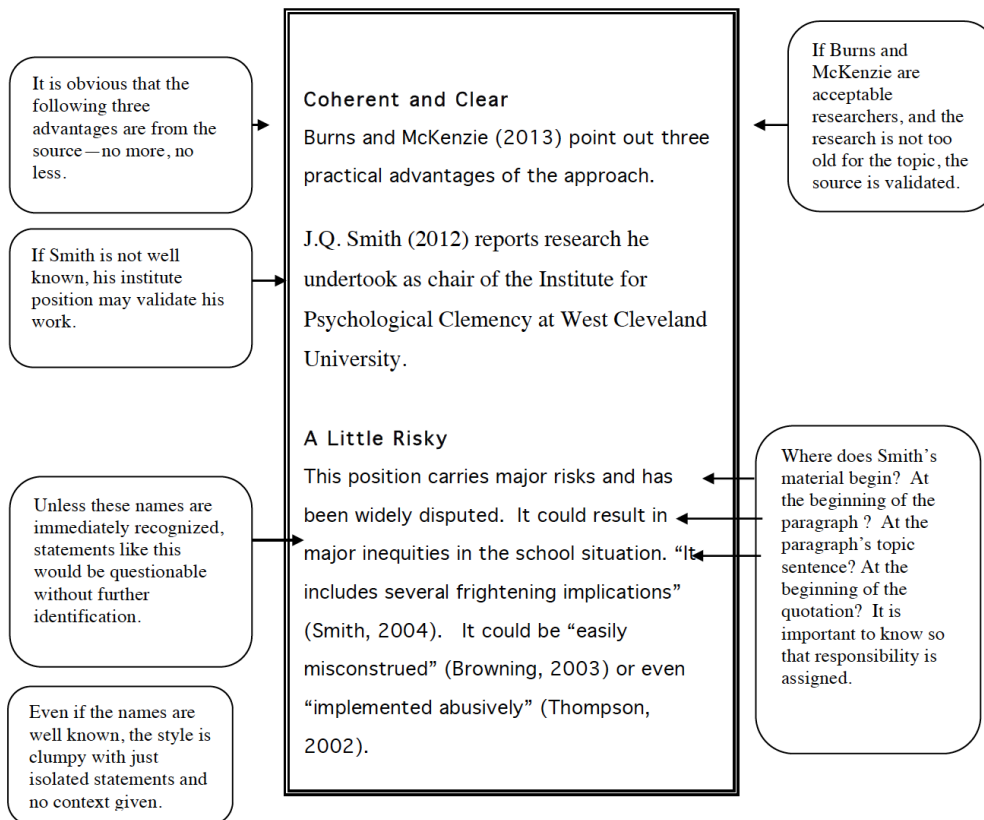 It is obvious that the
following three
advantages are from the
source—no more, no
less.
If Smith is not well
known, his institute
position may validate his
work.
Unless these names are
immediately recognized,
statements like this
would be questionable
without further
identification.
Even if the names are
well known, the style is
clumpy with just
isolated statements and
no context given.
Coherent and Clear
Burns and McKenzie (2013) point out three
practical advantages of the approach.
J.Q. Smith (2012) reports research he
undertook as chair of the Institute for
Psychological Clemency at West Cleveland
University.
A Little Risky
This position carries major risks and has
been widely disputed.  It could result in
major inequities in the school situation. “It
includes several frightening implications”
(Smith, 2004).   It could be “easily
misconstrued” (Browning, 2003) or even
“implemented abusively” (Thompson,
2002).
If Burns and
McKenzie are
acceptable
researchers, and the
research is not too
old for the topic, the
source is validated.
Where does Smith’s
material begin?  At
the beginning of the
paragraph ?  At the
paragraph’s topic
sentence? At the
beginning of the
quotation?  It is
important to know so
that responsibility is
assigned.